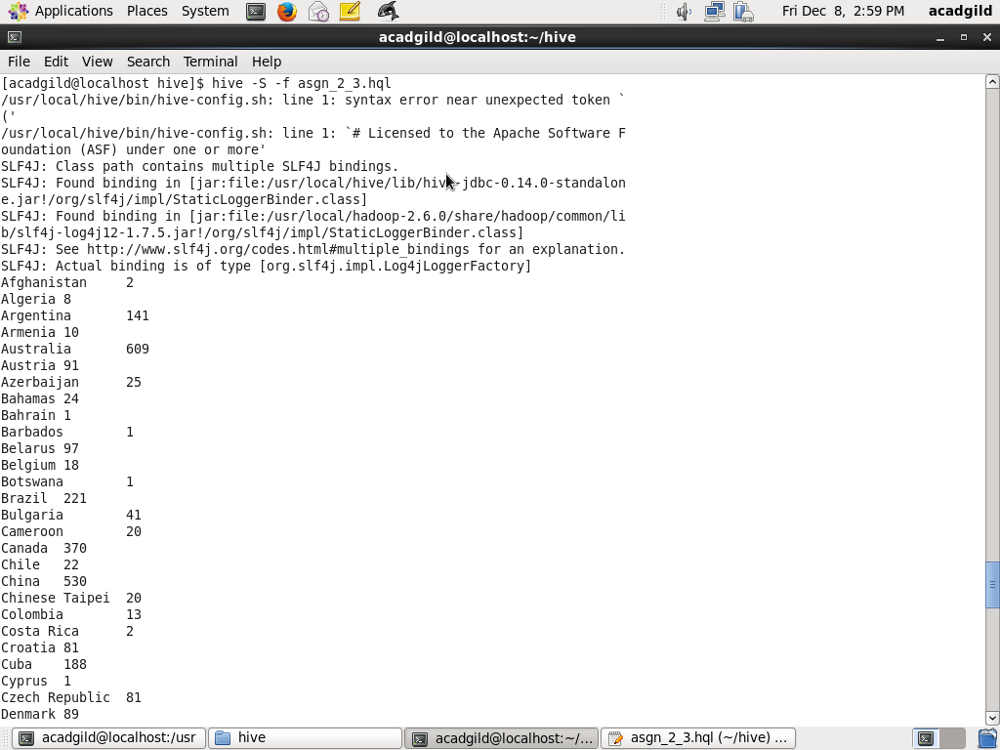 Applications Places System Fri Dec 8, 2:59 PM acadgild
acadgild@localhost:~/hive
File Edit View Search Terminal Help
[acadgild@localhost hive]$ hive -S -f asgn_2_3.hql
/usr/local/hive/bin/hive-config.sh: line 1: syntax error near unexpected token `
('
/usr/local/hive/bin/hive-config.sh: line 1: `# Licensed to the Apache Software F
oundation (ASF) under one or more'
SLF4J: Class path contains multiple SLF4J bindings.
SLF4J: Found binding in [jar:file:/usr/local/hive/lib/hive-jdbc-0.14.0-standalon
e.jar!/org/slf4j/impl/StaticLoggerBinder.class]
SLF4J: Found binding in [jar:file:/usr/local/hadoop-2.6.0/share/hadoop/common/li
b/slf4j-log4j12-1.7.5.jar!/org/slf4j/impl/StaticLoggerBinder.class]
SLF4J: See http://www.slf4j.org/codes.html#multiple_bindings for an explanation.
SLF4J: Actual binding is of type [org.slf4j.impl.Log4jLoggerFactory]
Afghanistan 2
Algeria 8
Argentina 141
Armenia 10
Australia 609
Austria 91
Azerbaijan 25
Bahamas 24
Bahrain 1
Barbados 1
Belarus 97
Belgium 18
Botswana 1
Brazil 221
Bulgaria 41
Cameroon 20
Canada 370
Chile 22
China 530
Chinese Taipei 20
Colombia 13
Costa Rica 2
Croatia 81
Cuba 188
Cyprus 1
Czech Republic 81
Denmark 89
acadgild@localhost:/usr hive acadgild@localhost:~/... asgn_2_3.hql (~/hive) ...